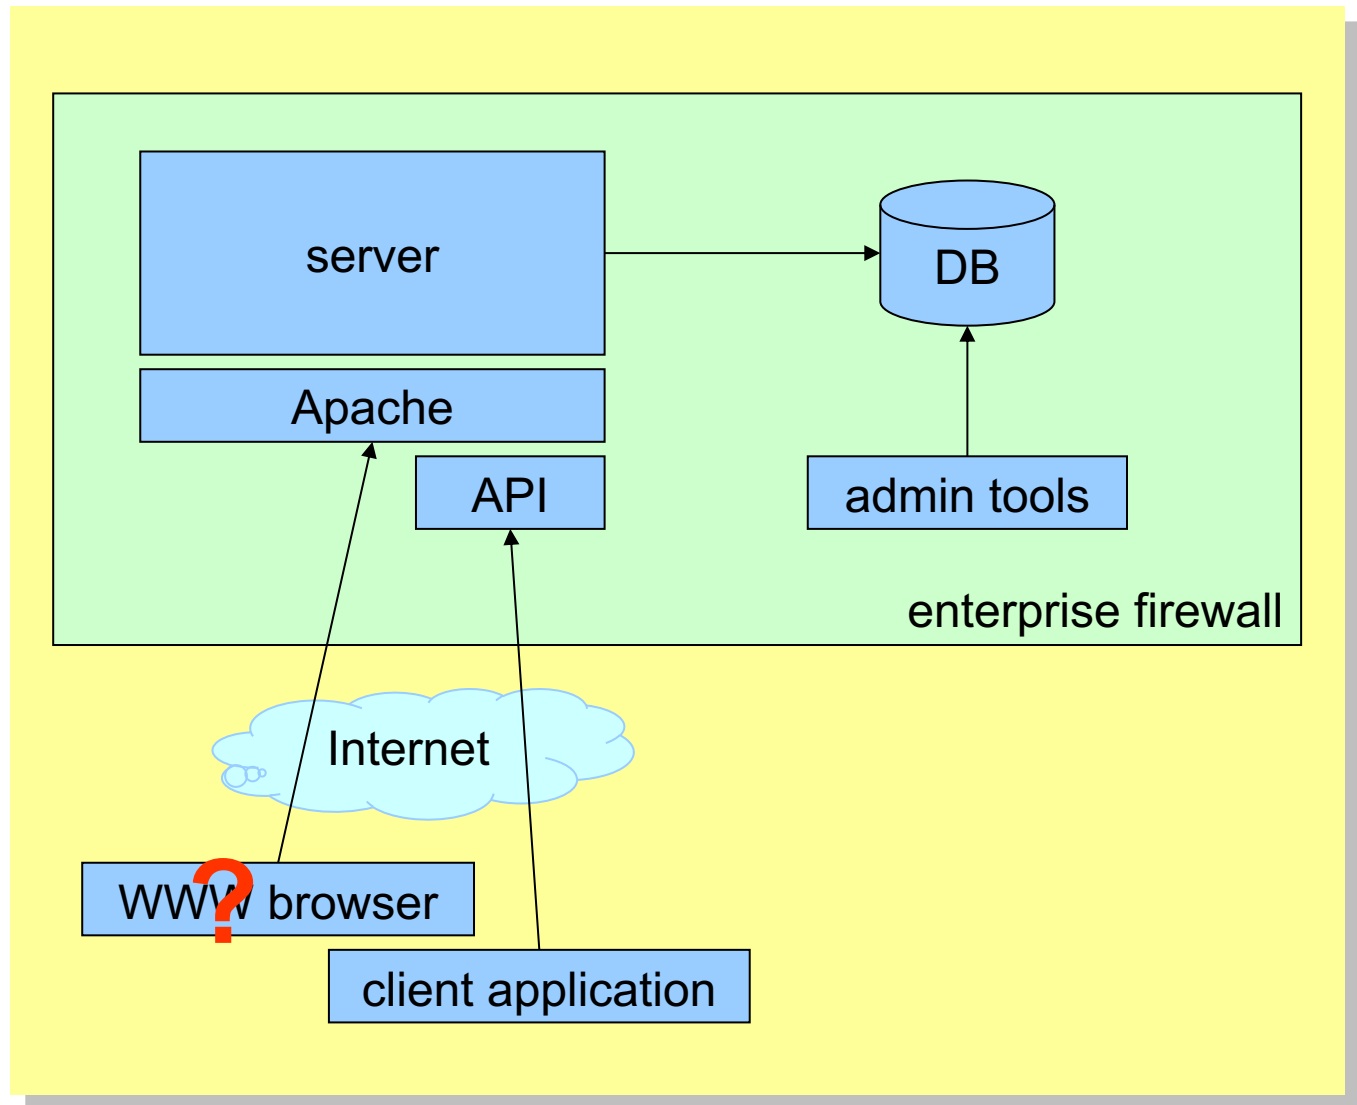 server
DB
Apache
API
admin tools
enterprise firewall
Internet
WWW browser
?
client application